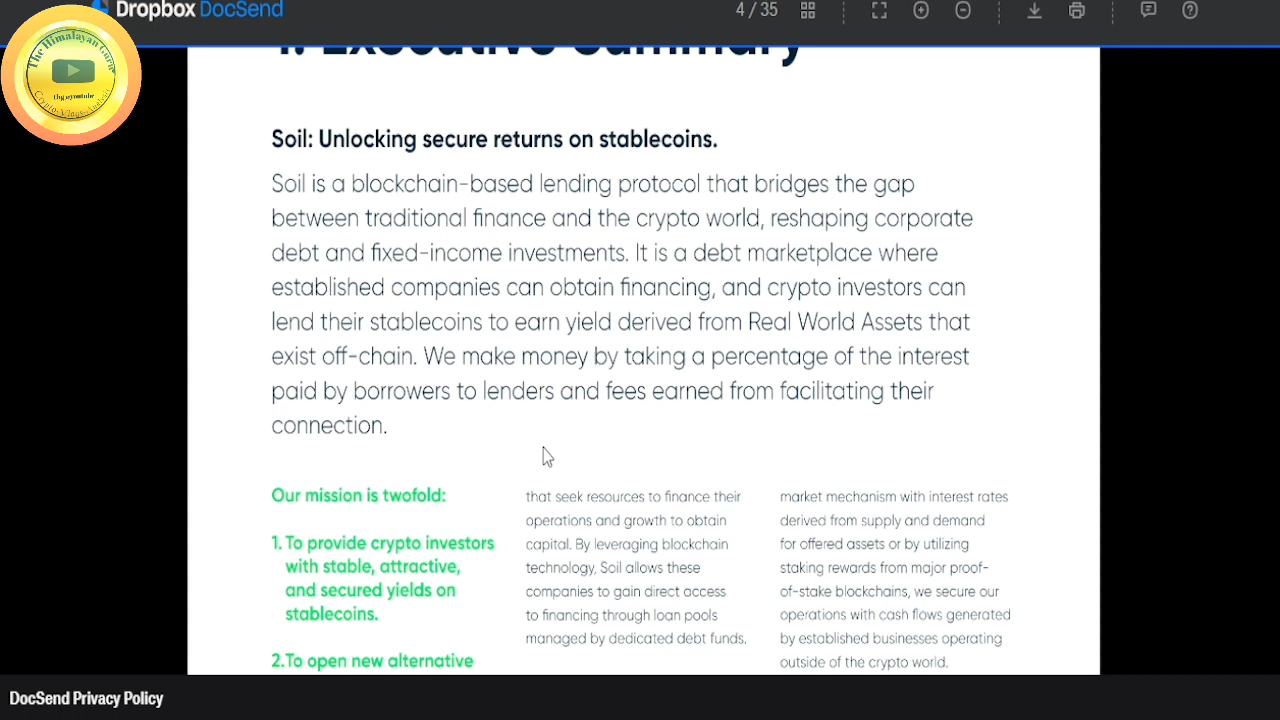 Dropbox DocSend
4 / 35
The Himalayan Guru
thgyoutube
1. Executive Summary
Soil: Unlocking secure returns on stablecoins.
Soil is a blockchain-based lending protocol that bridges the gap
between traditional finance and the crypto world, reshaping corporate
debt and fixed-income investments. It is a debt marketplace where
established companies can obtain financing, and crypto investors can
lend their stablecoins to earn yield derived from Real World Assets that
exist off-chain. We make money by taking a percentage of the interest
paid by borrowers to lenders and fees earned from facilitating their
connection.
Our mission is twofold:
1. To provide crypto investors
with stable, attractive,
and secured yields on
stablecoins.
2.To open new alternative
that seek resources to finance their
operations and growth to obtain
capital. By leveraging blockchain
technology, Soil allows these
companies to gain direct access
to financing through loan pools
managed by dedicated debt funds.
market mechanism with interest rates
derived from supply and demand
for offered assets or by utilizing
staking rewards from major proof-
of-stake blockchains, we secure our
operations with cash flows generated
by established businesses operating
outside of the crypto world.
DocSend Privacy Policy